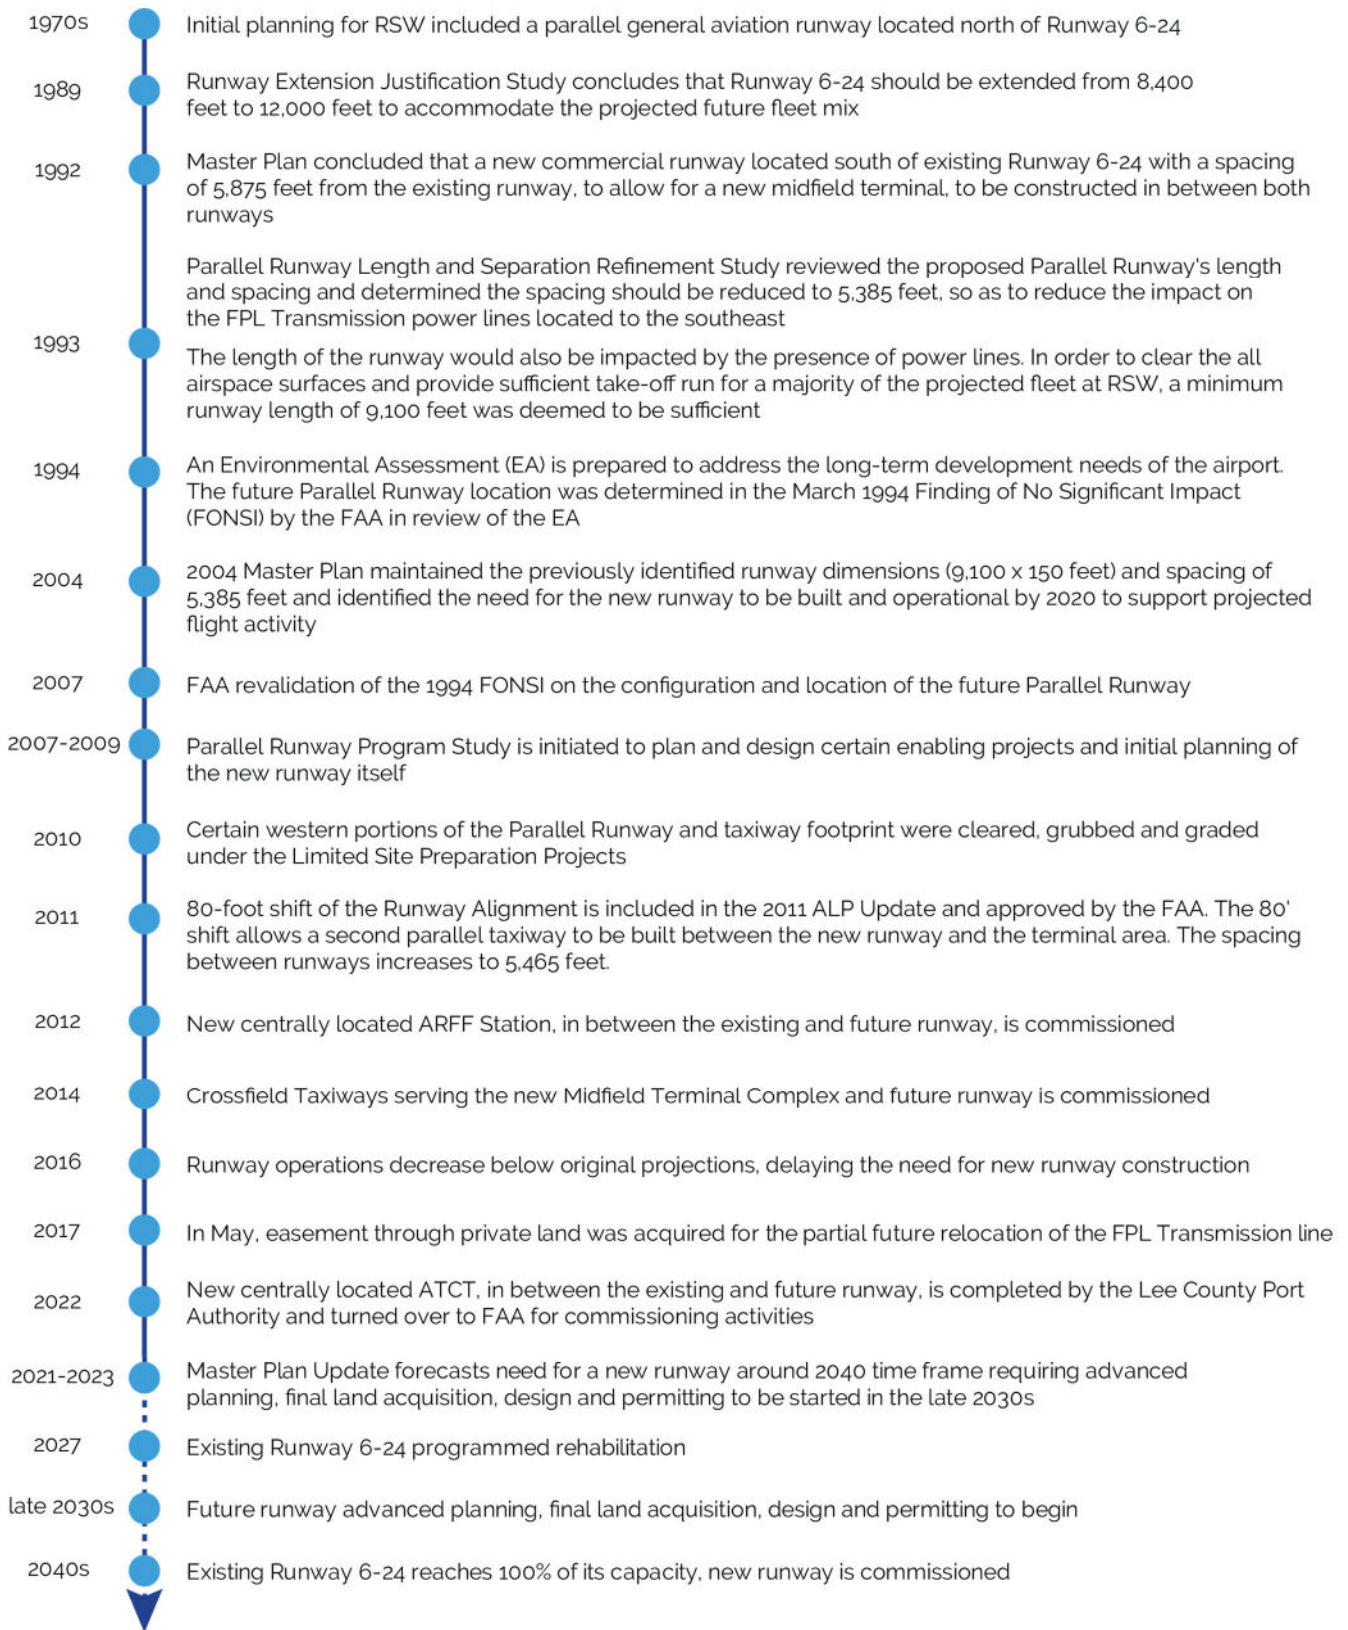 1970s
Initial planning for RSW included a parallel general aviation runway located north of Runway 6-24
1989
Runway Extension Justification Study concludes that Runway 6-24 should be extended from 8,400
feet to 12,000 feet to accommodate the projected future fleet mix
1992
Master Plan concluded that a new commercial runway located south of existing Runway 6-24 with a spacing
of 5,875 feet from the existing runway, to allow for a new midfield terminal, to be constructed in between both
runways
1993
Parallel Runway Length and Separation Refinement Study reviewed the proposed Parallel Runway's length
and spacing and determined the spacing should be reduced to 5,385 feet, so as to reduce the impact on
the FPL Transmission power lines located to the southeast
The length of the runway would also be impacted by the presence of power lines. In order to clear the all
airspace surfaces and provide sufficient take-off run for a majority of the projected fleet at RSW, a minimum
runway length of 9,100 feet was deemed to be sufficient
1994
An Environmental Assessment (EA) is prepared to address the long-term development needs of the airport.
The future Parallel Runway location was determined in the March 1994 Finding of No Significant Impact
(FONSI) by the FAA in review of the EA
2004
2004 Master Plan maintained the previously identified runway dimensions (9,100 x 150 feet) and spacing of
5,385 feet and identified the need for the new runway to be built and operational by 2020 to support projected
flight activity
2007
FAA revalidation of the 1994 FONSI on the configuration and location of the future Parallel Runway
2007-2009
Parallel Runway Program Study is initiated to plan and design certain enabling projects and initial planning of
the new runway itself
2010
Certain western portions of the Parallel Runway and taxiway footprint were cleared, grubbed and graded
under the Limited Site Preparation Projects
2011
80-foot shift of the Runway Alignment is included in the 2011 ALP Update and approved by the FAA. The 80'
shift allows a second parallel taxiway to be built between the new runway and the terminal area. The spacing
between runways increases to 5,465 feet.
2012
New centrally located ARFF Station, in between the existing and future runway, is commissioned
2014
Crossfield Taxiways serving the new Midfield Terminal Complex and future runway is commissioned
2016
Runway operations decrease below original projections, delaying the need for new runway construction
2017
In May, easement through private land was acquired for the partial future relocation of the FPL Transmission line
2022
New centrally located ATCT, in between the existing and future runway, is completed by the Lee County Port
Authority and turned over to FAA for commissioning activities
2021-2023
Master Plan Update forecasts need for a new runway around 2040 time frame requiring advanced
planning, final land acquisition, design and permitting to be started in the late 2030s
2027
Existing Runway 6-24 programmed rehabilitation
late 2030s
Future runway advanced planning, final land acquisition, design and permitting to begin
2040s
Existing Runway 6-24 reaches 100% of its capacity, new runway is commissioned